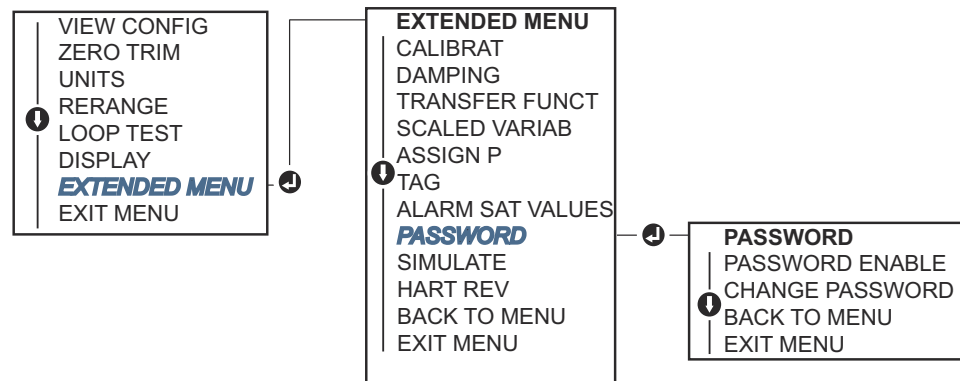 VIEW CONFIG
ZERO TRIM
UNITS
RERANGE
LOOP TEST
DISPLAY
EXTENDED MENU
EXIT MENU
EXTENDED MENU
CALIBRAT
DAMPING
TRANSFER FUNCT
SCALED VARIAB
ASSIGN P
TAG
ALARM SAT VALUES
PASSWORD
SIMULATE
HART REV
BACK TO MENU
EXIT MENU
PASSWORD
PASSWORD ENABLE
CHANGE PASSWORD
BACK TO MENU
EXIT MENU